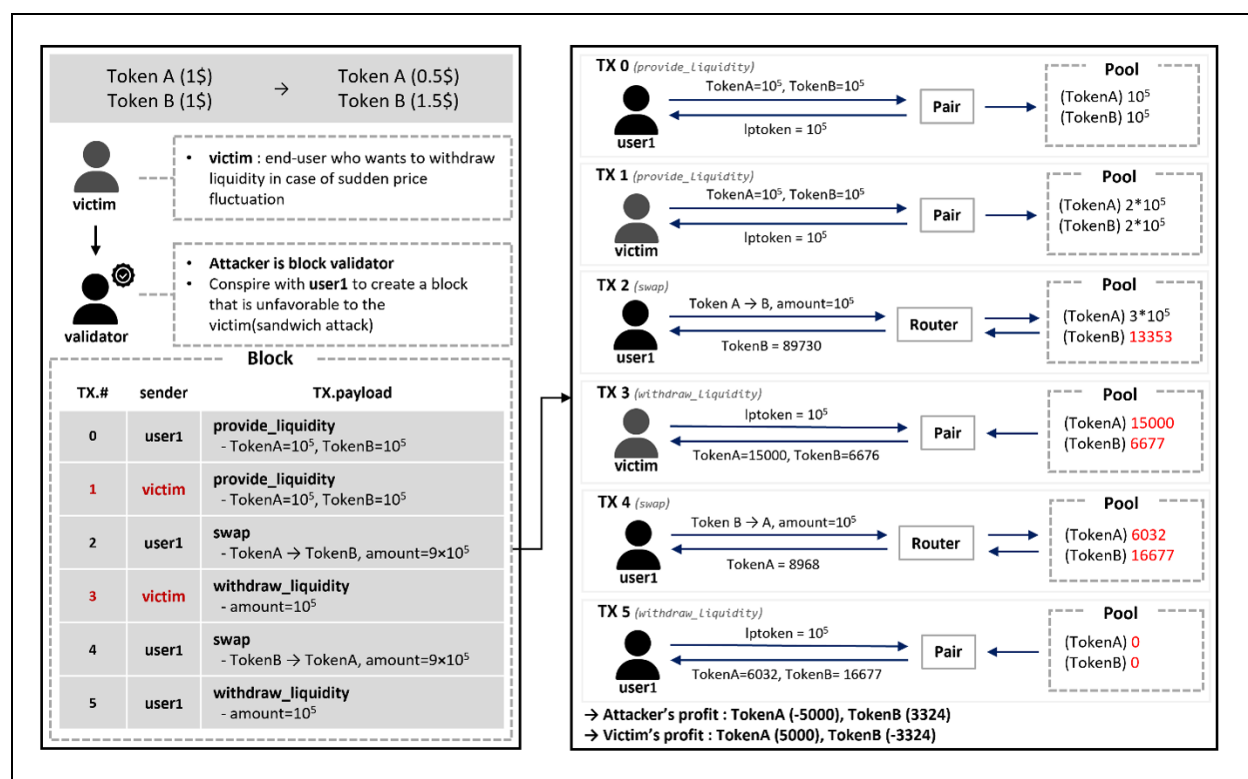 Token A (1$) → Token A (0.5$)
Token B (1$) Token B (1.5$)
victim
• victim : end-user who wants to withdraw
liquidity in case of sudden price
fluctuation
validator
• Attacker is block validator
• Conspire with user1 to create a block
that is unfavorable to the
victim(sandwich attack)
Block
TX.# sender TX.payload
0 user1 provide_liquidity
- TokenA=10⁵, TokenB=10⁵
1 victim provide_liquidity
- TokenA=10⁵, TokenB=10⁵
2 user1 swap
- TokenA → TokenB, amount=9×10⁵
3 victim withdraw_liquidity
- amount=10⁵
4 user1 swap
- TokenB → TokenA, amount=9×10⁵
5 user1 withdraw_liquidity
- amount=10⁵
TX 0 (provide_liquidity)
TokenA=10⁵, TokenB=10⁵
lptoken = 10⁵
user1
Pair
Pool
(TokenA) 10⁵
(TokenB) 10⁵
TX 1 (provide_liquidity)
TokenA=10⁵, TokenB=10⁵
lptoken = 10⁵
victim
Pair
Pool
(TokenA) 2*10⁵
(TokenB) 2*10⁵
TX 2 (swap)
Token A → B, amount=10⁵
TokenB = 89730
user1
Router
Pool
(TokenA) 3*10⁵
(TokenB) 13353
TX 3 (withdraw_liquidity)
lptoken = 10⁵
TokenA=15000, TokenB=6676
victim
Pair
Pool
(TokenA) 15000
(TokenB) 6677
TX 4 (swap)
Token B → A, amount=10⁵
TokenA = 8968
user1
Router
Pool
(TokenA) 6032
(TokenB) 16677
TX 5 (withdraw_liquidity)
lptoken = 10⁵
TokenA=6032, TokenB= 16677
user1
Pair
Pool
(TokenA) 0
(TokenB) 0
→ Attacker's profit : TokenA (-5000), TokenB (3324)
→ Victim's profit : TokenA (5000), TokenB (-3324)